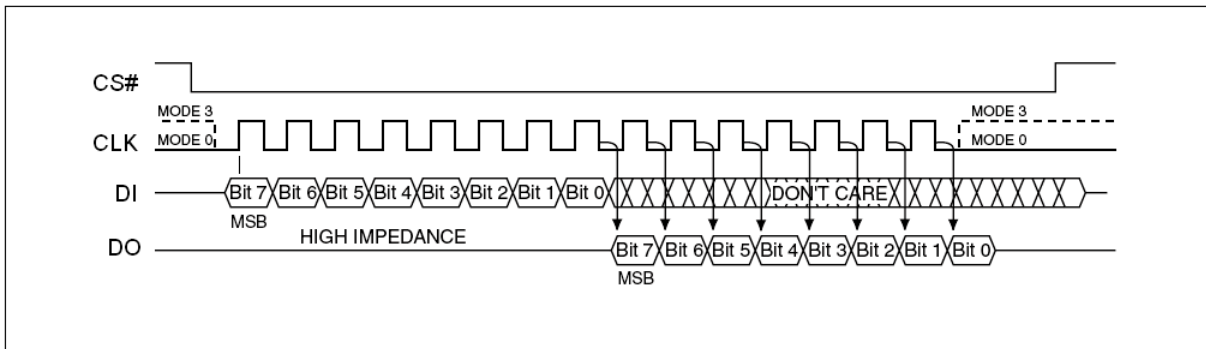 CS#
MODE 3
MODE 3
CLK
MODE 0
MODE 0
DI
Bit 7 Bit 6 Bit 5 Bit 4 Bit 3 Bit 2 Bit 1 Bit 0 DON'T CARE
MSB
HIGH IMPEDANCE
DO
Bit 7 Bit 6 Bit 5 Bit 4 Bit 3 Bit 2 Bit 1 Bit 0
MSB